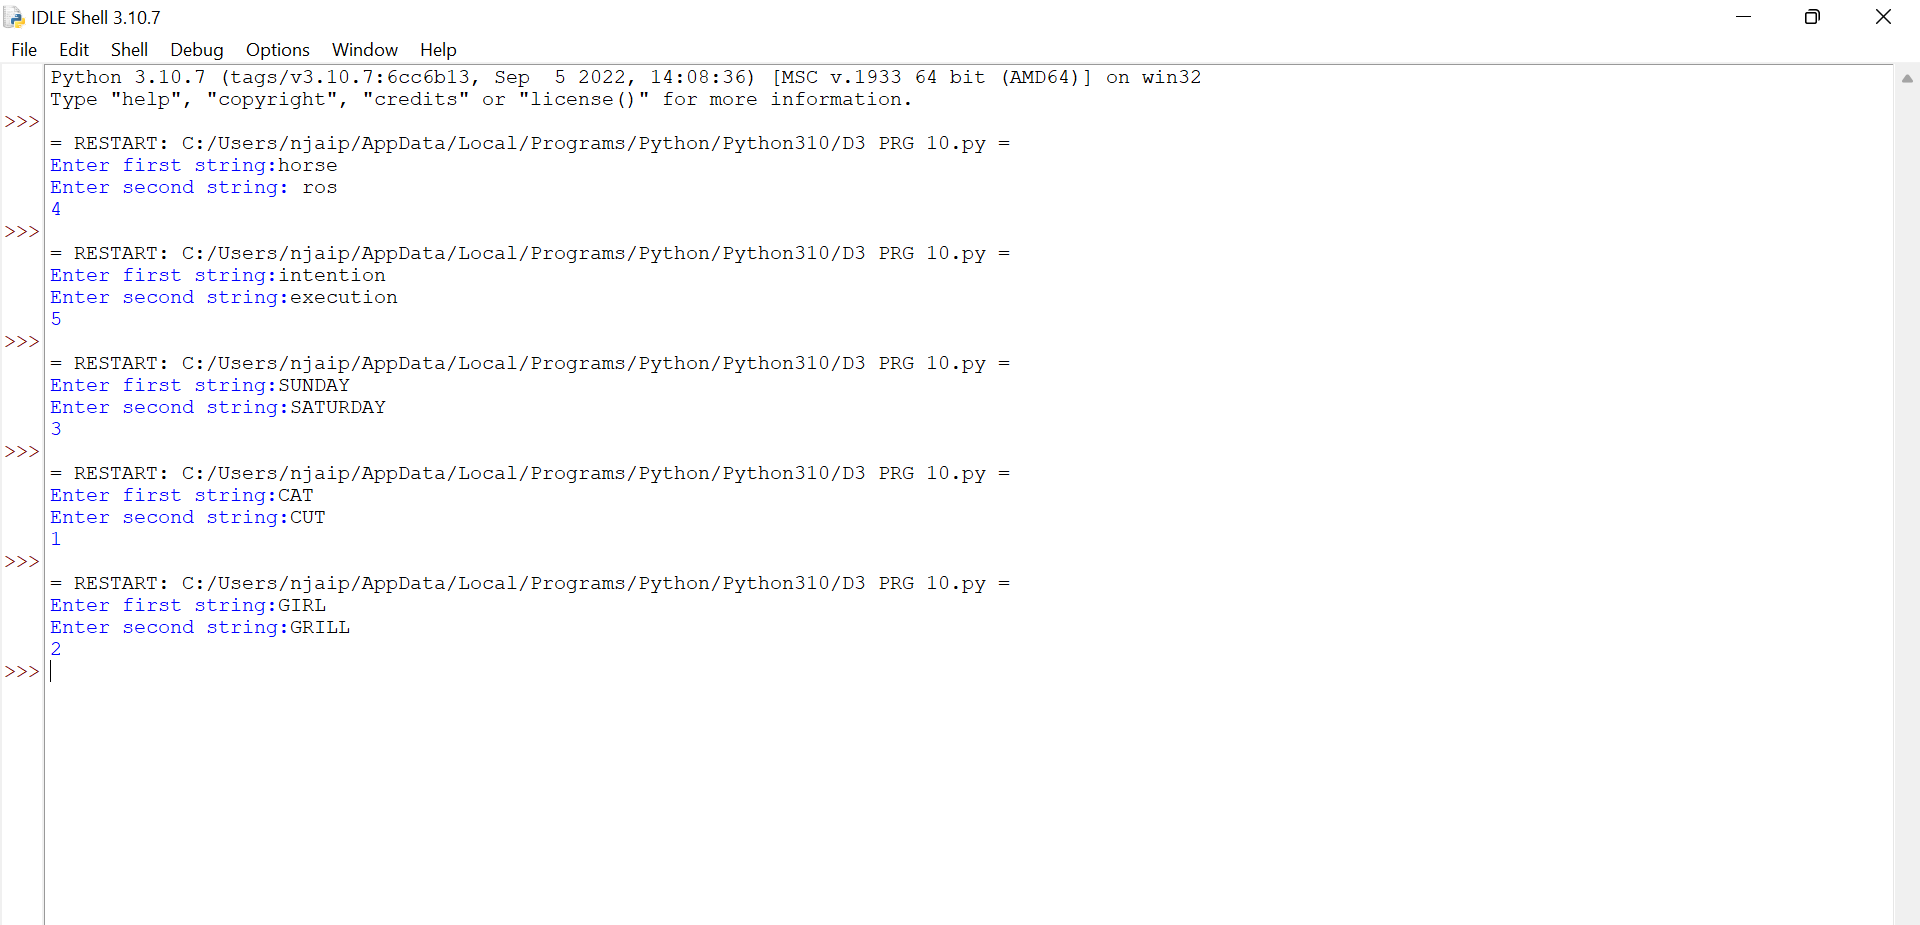 IDLE Shell 3.10.7
File Edit Shell Debug Options Window Help
Python 3.10.7 (tags/v3.10.7:6cc6b13, Sep  5 2022, 14:08:36) [MSC v.1933 64 bit (AMD64)] on win32
Type "help", "copyright", "credits" or "license()" for more information.
>>>
= RESTART: C:/Users/njaip/AppData/Local/Programs/Python/Python310/D3 PRG 10.py =
Enter first string:horse
Enter second string: ros
4
>>>
= RESTART: C:/Users/njaip/AppData/Local/Programs/Python/Python310/D3 PRG 10.py =
Enter first string:intention
Enter second string:execution
5
>>>
= RESTART: C:/Users/njaip/AppData/Local/Programs/Python/Python310/D3 PRG 10.py =
Enter first string:SUNDAY
Enter second string:SATURDAY
3
>>>
= RESTART: C:/Users/njaip/AppData/Local/Programs/Python/Python310/D3 PRG 10.py =
Enter first string:CAT
Enter second string:CUT
1
>>>
= RESTART: C:/Users/njaip/AppData/Local/Programs/Python/Python310/D3 PRG 10.py =
Enter first string:GIRL
Enter second string:GRILL
2
>>>